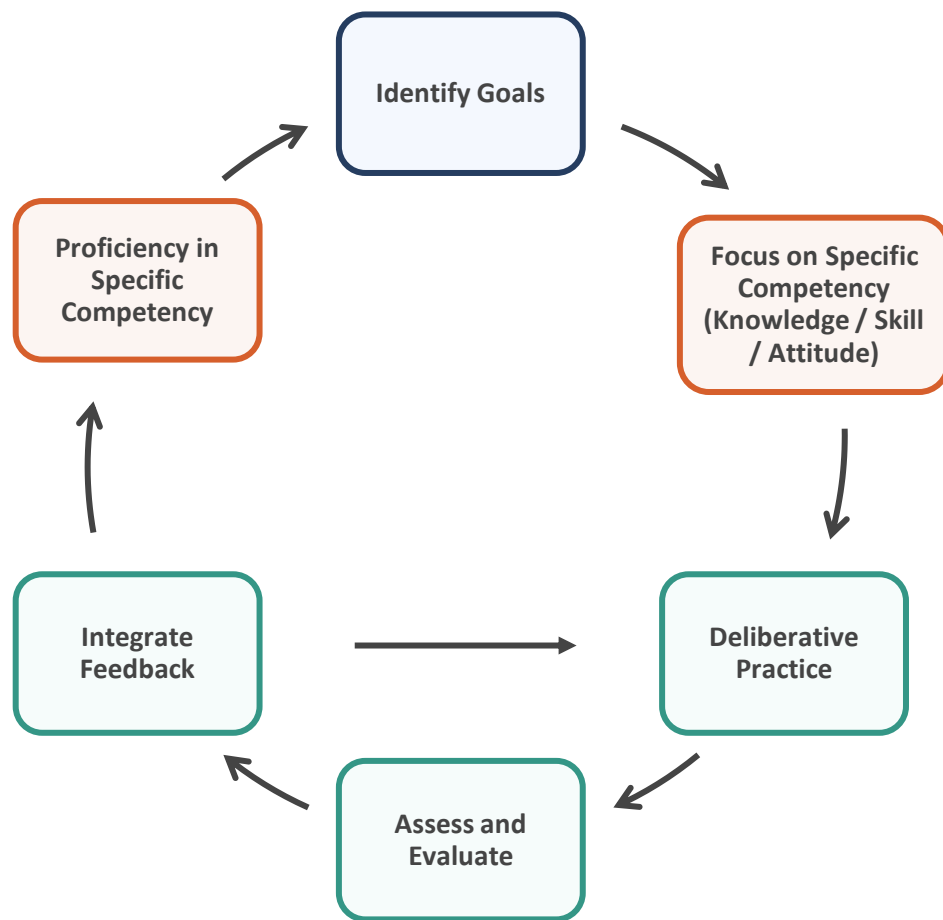 Identify Goals
Proficiency in
Specific
Competency
Focus on Specific
Competency
(Knowledge / Skill
/ Attitude)
Integrate
Feedback
Deliberative
Practice
Assess and
Evaluate